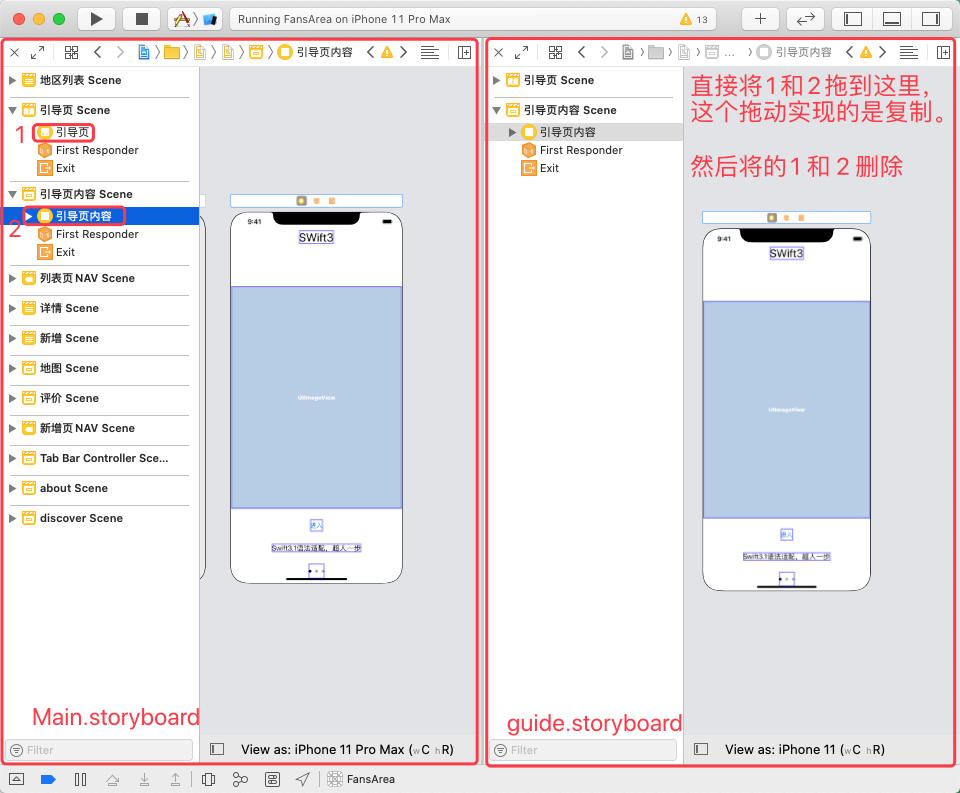 Running FansArea on iPhone 11 Pro Max
13
引导页内容
引导页内容
地区列表 Scene
引导页 Scene
1
引导页
First Responder
Exit
引导页内容 Scene
2
引导页内容
First Responder
Exit
列表页 NAV Scene
详情 Scene
新增 Scene
地图 Scene
评价 Scene
新增页 NAV Scene
Tab Bar Controller Sce...
about Scene
discover Scene
Main.storyboard
Filter
9:41
SWift3
UIImageView
进入
Swift3.1语法适配，超人一步
View as: iPhone 11 Pro Max (wC hR)
引导页 Scene
引导页内容 Scene
引导页内容
First Responder
Exit
直接将1和2拖到这里，
这个拖动实现的是复制。
然后将的1 和 2 删除
9:41
SWift3
UIImageView
进入
Swift3.1语法适配，超人一步
guide.storyboard
Filter
View as: iPhone 11 (wC hR)
FansArea